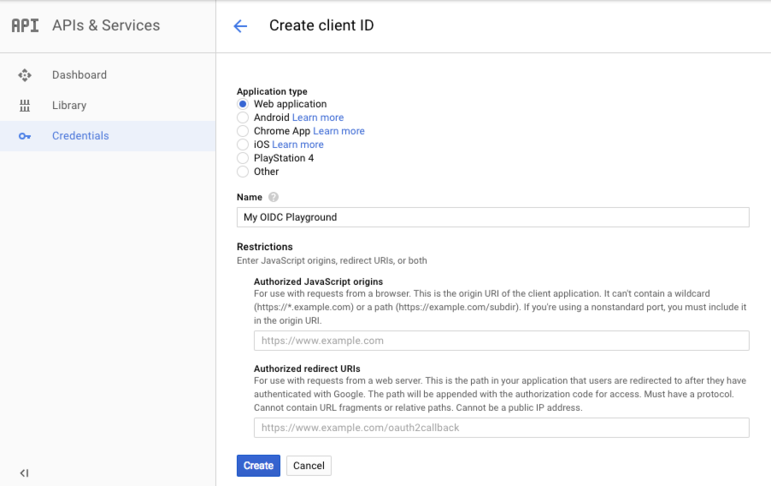 API APIs & Services
Create client ID
Dashboard
Library
Credentials
Application type
Web application
Android Learn more
Chrome App Learn more
iOS Learn more
PlayStation 4
Other
Name ?
My OIDC Playground
Restrictions
Enter JavaScript origins, redirect URIs, or both
Authorized JavaScript origins
For use with requests from a browser. This is the origin URI of the client application. It can't contain a wildcard
(https://*.example.com) or a path (https://example.com/subdir). If you're using a nonstandard port, you must include it
in the origin URI.
https://www.example.com
Authorized redirect URIs
For use with requests from a web server. This is the path in your application that users are redirected to after they have
authenticated with Google. The path will be appended with the authorization code for access. Must have a protocol.
Cannot contain URL fragments or relative paths. Cannot be a public IP address.
https://www.example.com/oauth2callback
Create Cancel